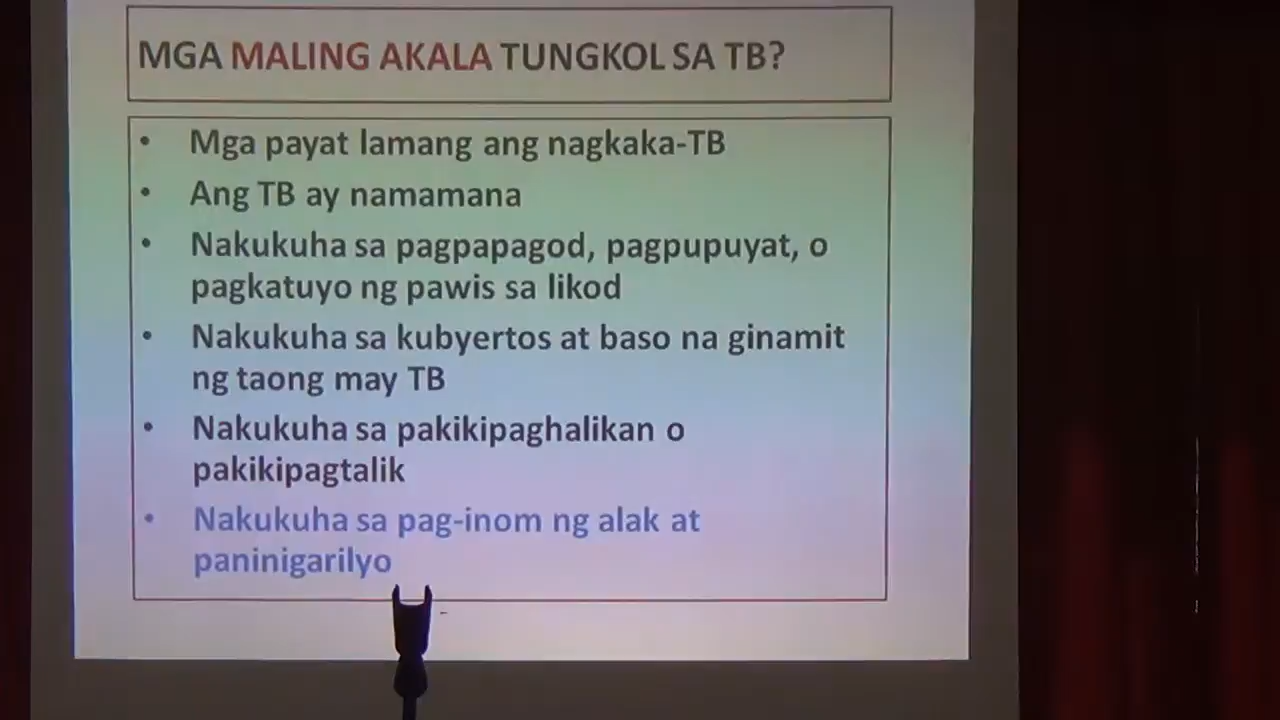 MGA MALING AKALA TUNGKOL SA TB?
• Mga payat lamang ang nagkaka-TB
• Ang TB ay namamana
• Nakukuha sa pagpapagod, pagpupuyat, o
pagkatuyo ng pawis sa likod
• Nakukuha sa kubyertos at baso na ginamit
ng taong may TB
• Nakukuha sa pakikipaghalikan o
pakikipagtalik
• Nakukuha sa pag-inom ng alak at
paninigarilyo